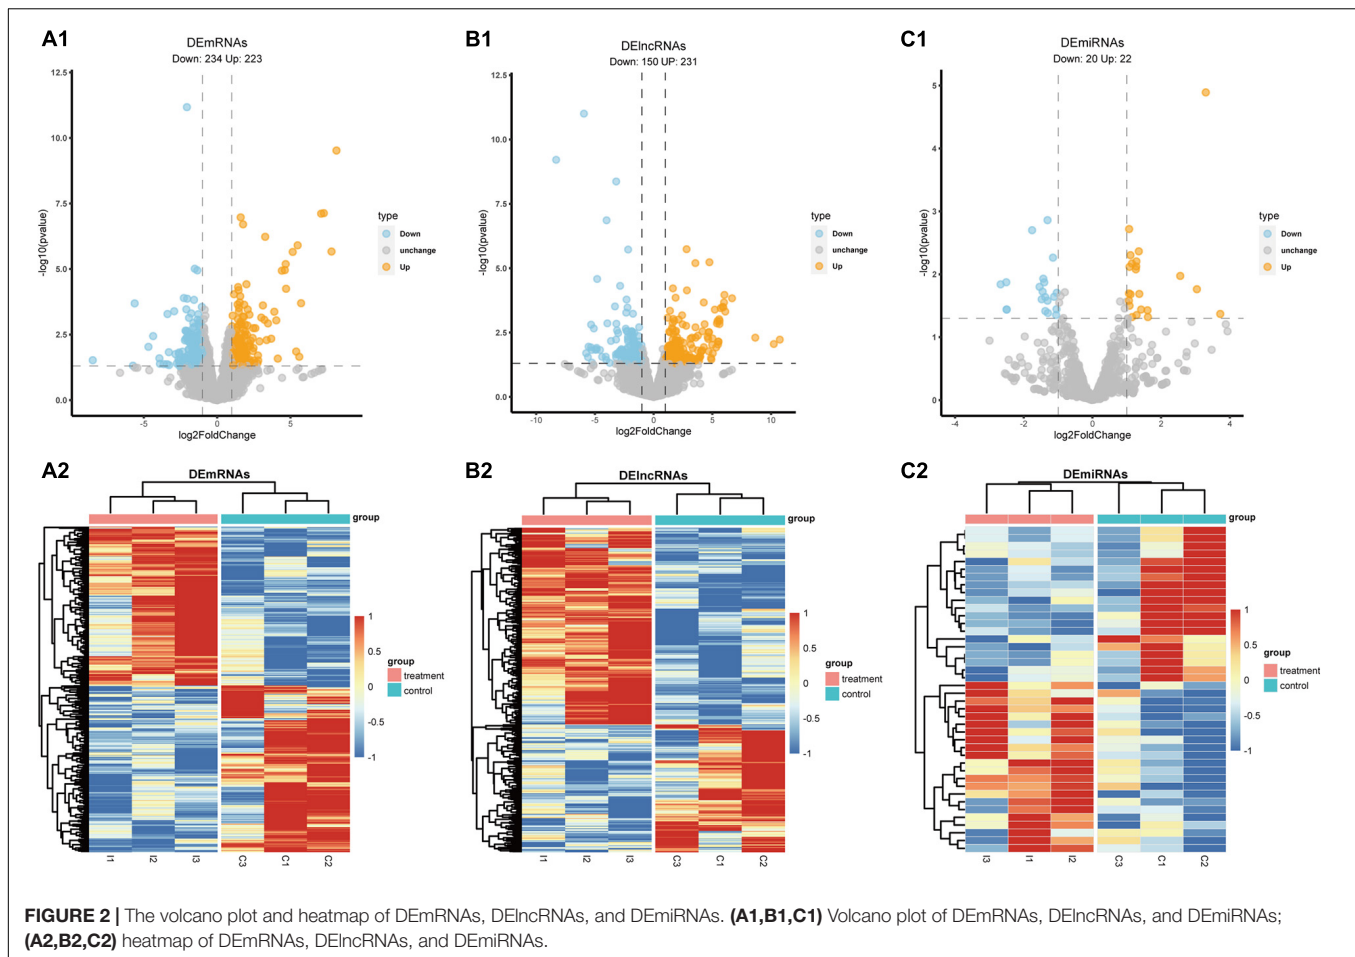 A1
DEmRNAs
Down: 234 Up: 223
12.5
10.0
7.5
5.0
2.5
0.0
-log10(pvalue)
-5
0
5
log2FoldChange
type
Down
unchange
Up
B1
DElncRNAs
Down: 150 UP: 231
12.5
10.0
7.5
5.0
2.5
0.0
-log10(pvalue)
-10
-5
0
5
10
log2FoldChange
type
Down
unchange
Up
C1
DEmiRNAs
Down: 20 Up: 22
5
4
3
2
1
0
-log10(pvalue)
-4
-2
0
2
4
log2FoldChange
type
Down
unchange
Up
A2
DEmRNAs
group
1
0.5
0
-0.5
-1
group
treatment
control
I1
I2
I3
C3
C1
C2
B2
DElncRNAs
group
1
0.5
0
-0.5
-1
group
treatment
control
I1
I2
I3
C3
C1
C2
C2
DEmiRNAs
group
1
0.5
0
-0.5
-1
group
treatment
control
I3
I1
I2
C3
C1
C2
FIGURE 2 | The volcano plot and heatmap of DEmRNAs, DElncRNAs, and DEmiRNAs. (A1,B1,C1) Volcano plot of DEmRNAs, DElncRNAs, and DEmiRNAs;
(A2,B2,C2) heatmap of DEmRNAs, DElncRNAs, and DEmiRNAs.